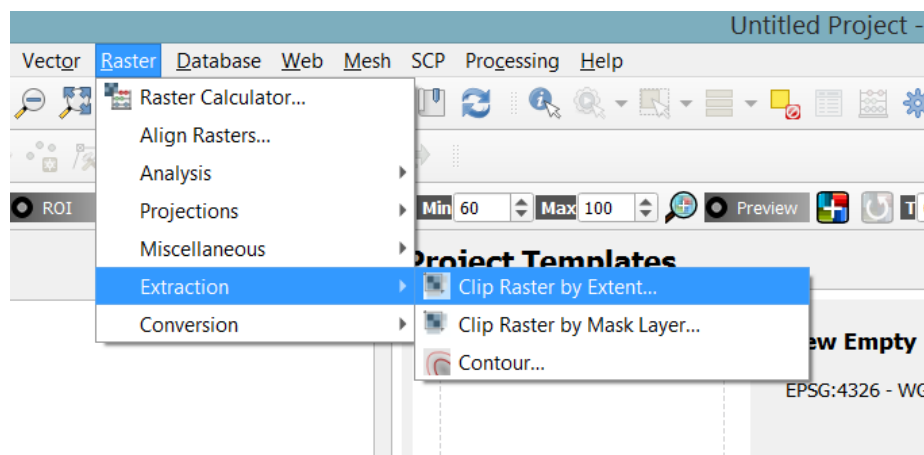 Untitled Project -
Vector Raster Database Web Mesh SCP Processing Help
Raster Calculator...
Align Rasters...
Analysis
ROI
Projections
Min 60 Max 100 Preview T
Miscellaneous
Project Templates
Extraction
Clip Raster by Extent...
Conversion
Clip Raster by Mask Layer...
Contour...
Empty
EPSG:4326 - WG